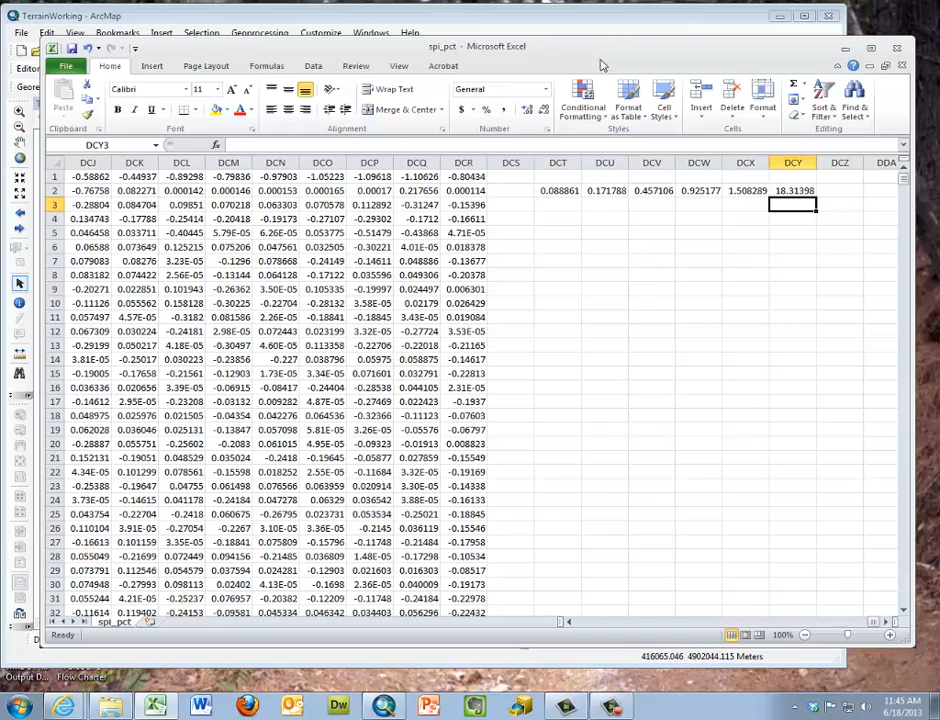 TerrainWorking - ArcMap
File Edit View Bookmarks Insert Selection Geoprocessing Customize Windows Help
spi_pct - Microsoft Excel
Editor
Geore
File Home Insert Page Layout Formulas Data Review View Acrobat
Paste Calibri 11 Wrap Text General Conditional Formatting Format as Table Cell Styles Insert Delete Format Sort & Filter Find & Select
B I U Merge & Center $ % ,
Clipboard Font Alignment Number Styles Cells Editing
DCY3 fx
DCJ DCK DCL DCM DCN DCO DCP DCQ DCR DCS DCT DCU DCV DCW DCX DCY DCZ DDA
1 -0.58862 -0.44937 -0.89298 -0.79836 -0.97903 -1.05223 -1.09618 -1.10626 -0.80434
2 -0.76758 0.082271 0.000142 0.000146 0.000153 0.000165 0.00017 0.217656 0.000114 0.088861 0.171788 0.457106 0.925177 1.508289 18.31398
3 -0.28804 0.084704 0.09851 0.070218 0.063303 0.070578 0.112892 -0.31247 -0.15396
4 0.134743 -0.17788 -0.25414 -0.20418 -0.19173 -0.27107 -0.29302 -0.1712 -0.16611
5 0.046458 0.033711 -0.40445 5.79E-05 6.26E-05 0.053775 -0.51479 -0.43868 4.71E-05
6 0.06588 0.073649 0.125215 0.075206 0.047561 0.032505 -0.30221 4.01E-05 0.018378
7 0.079083 0.08276 3.23E-05 -0.1296 0.078668 -0.24149 -0.14611 0.048886 -0.13677
8 0.083182 0.074422 2.56E-05 -0.13144 0.064128 -0.17122 0.035596 0.049306 -0.20378
9 -0.20271 0.022851 0.101943 -0.26362 3.50E-05 0.105335 -0.19997 0.024497 0.006301
10 -0.11126 0.055562 0.158128 -0.30225 -0.22704 -0.28132 3.58E-05 0.02179 0.026429
11 0.057497 4.57E-05 -0.3182 0.081586 2.26E-05 -0.18841 -0.18845 3.43E-05 0.019084
12 0.067309 0.030224 -0.24181 2.98E-05 0.072443 0.023199 3.32E-05 -0.27724 3.53E-05
13 -0.29199 0.050217 4.18E-05 -0.30497 4.60E-05 0.113358 -0.22706 -0.22018 -0.21165
14 3.81E-05 -0.25017 0.030223 -0.23856 -0.227 0.038796 0.05975 0.058875 -0.14617
15 -0.19005 -0.17658 -0.21561 -0.12903 1.73E-05 3.34E-05 0.071601 0.032791 -0.22813
16 0.036336 0.020656 3.39E-05 -0.06915 -0.08417 -0.24404 -0.28538 0.044105 2.31E-05
17 -0.14612 2.95E-05 -0.23208 -0.03132 0.009282 4.87E-05 -0.27469 0.022423 -0.1937
18 0.048975 0.025976 0.021505 -0.04354 0.042276 0.064536 -0.32366 -0.11123 -0.07603
19 0.062028 0.036046 0.025131 -0.13847 0.057098 5.81E-05 3.26E-05 -0.05576 -0.06797
20 -0.28887 0.055751 -0.25602 -0.2083 0.061015 4.95E-05 -0.09323 -0.01913 0.008823
21 0.152131 -0.19051 0.048529 0.035024 -0.2418 -0.19645 -0.05877 0.027859 -0.15549
22 4.34E-05 0.101299 0.078561 -0.15598 0.018252 2.55E-05 -0.11684 3.32E-05 -0.19169
23 -0.25388 -0.19647 0.04755 0.061498 0.076566 0.063959 0.020914 3.30E-05 -0.14338
24 3.73E-05 -0.14615 0.041178 -0.24184 0.047278 0.06329 0.036542 3.88E-05 -0.16133
25 0.043754 -0.22704 -0.2418 0.060675 -0.26795 0.023731 0.053534 -0.25021 -0.18845
26 0.110104 3.91E-05 -0.27054 -0.2267 3.10E-05 3.36E-05 -0.2145 0.036119 -0.15546
27 -0.16613 0.101159 3.35E-05 -0.18841 0.075809 -0.15796 -0.11748 -0.21484 -0.17958
28 0.055049 -0.21699 0.072449 0.094156 -0.21485 0.036809 1.48E-05 -0.17298 -0.10534
29 0.073791 0.112546 0.054579 0.037594 0.024281 -0.12903 0.021603 0.016303 -0.08517
30 0.074948 -0.27993 0.098113 0.02402 4.13E-05 -0.1698 2.36E-05 0.040009 -0.19173
31 0.055244 4.21E-05 -0.25237 0.076957 -0.20382 -0.12209 -0.11748 -0.24184 -0.22978
32 -0.11614 0.119402 -0.24153 -0.09581 0.045334 0.046342 0.034403 0.056296 -0.22432
spi_pct
Ready 100%
416065.046 4902044.115 Meters
Output D... Flow Charter
11:45 AM
6/18/2013